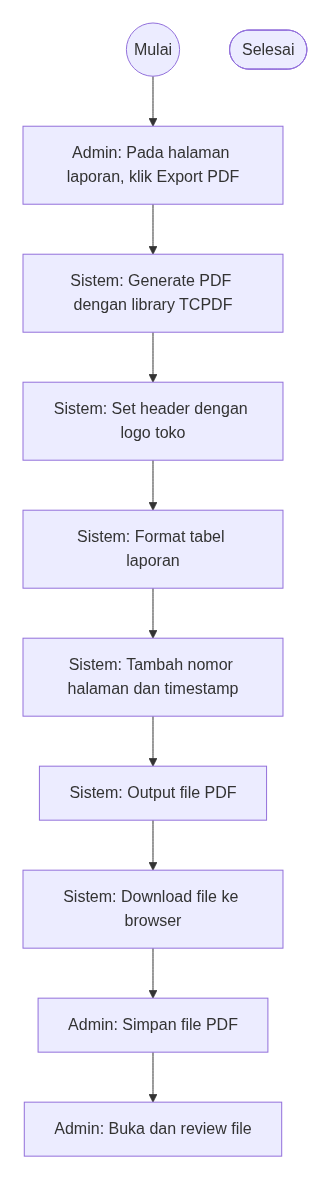 Mulai
Selesai
Admin: Pada halaman
laporan, klik Export PDF
Sistem: Generate PDF
dengan library TCPDF
Sistem: Set header dengan
logo toko
Sistem: Format tabel
laporan
Sistem: Tambah nomor
halaman dan timestamp
Sistem: Output file PDF
Sistem: Download file ke
browser
Admin: Simpan file PDF
Admin: Buka dan review file